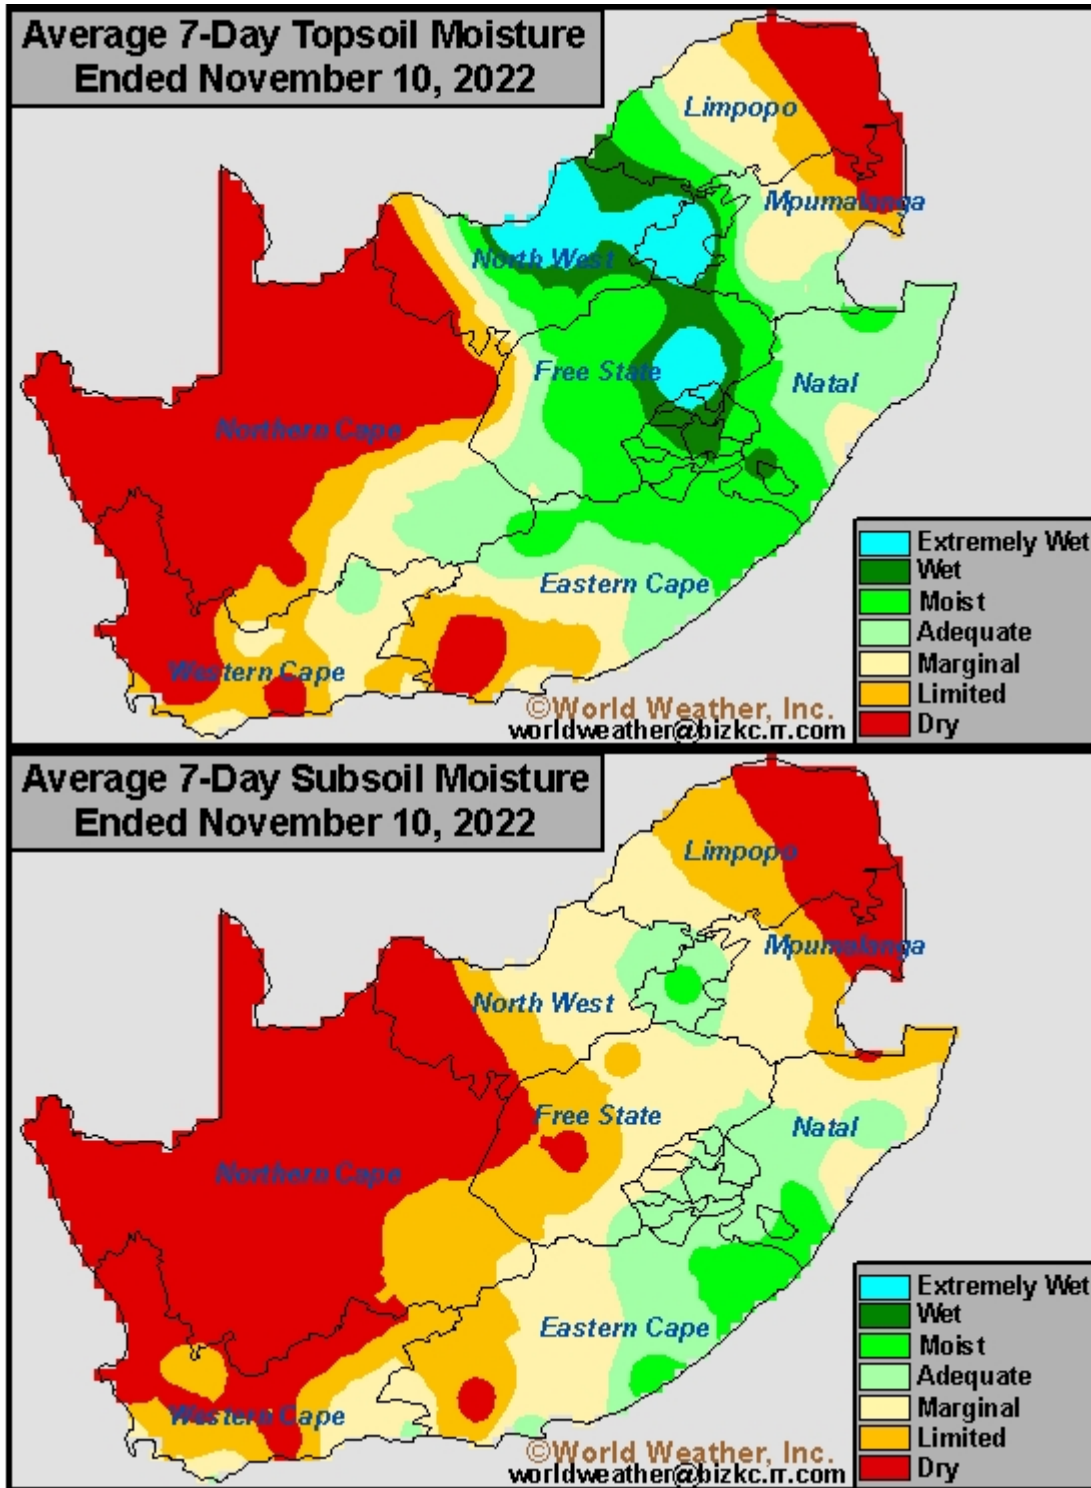 Average 7-Day Topsoil Moisture
Ended November 10, 2022
Limpopo
Mpumalanga
North West
Free State
Natal
Northern Cape
Eastern Cape
Western Cape
Extremely Wet
Wet
Moist
Adequate
Marginal
Limited
Dry
©World Weather, Inc.
worldweather@bizkc.rr.com
Average 7-Day Subsoil Moisture
Ended November 10, 2022
Limpopo
Mpumalanga
North West
Free State
Natal
Northern Cape
Eastern Cape
Western Cape
Extremely Wet
Wet
Moist
Adequate
Marginal
Limited
Dry
©World Weather, Inc.
worldweather@bizkc.rr.com